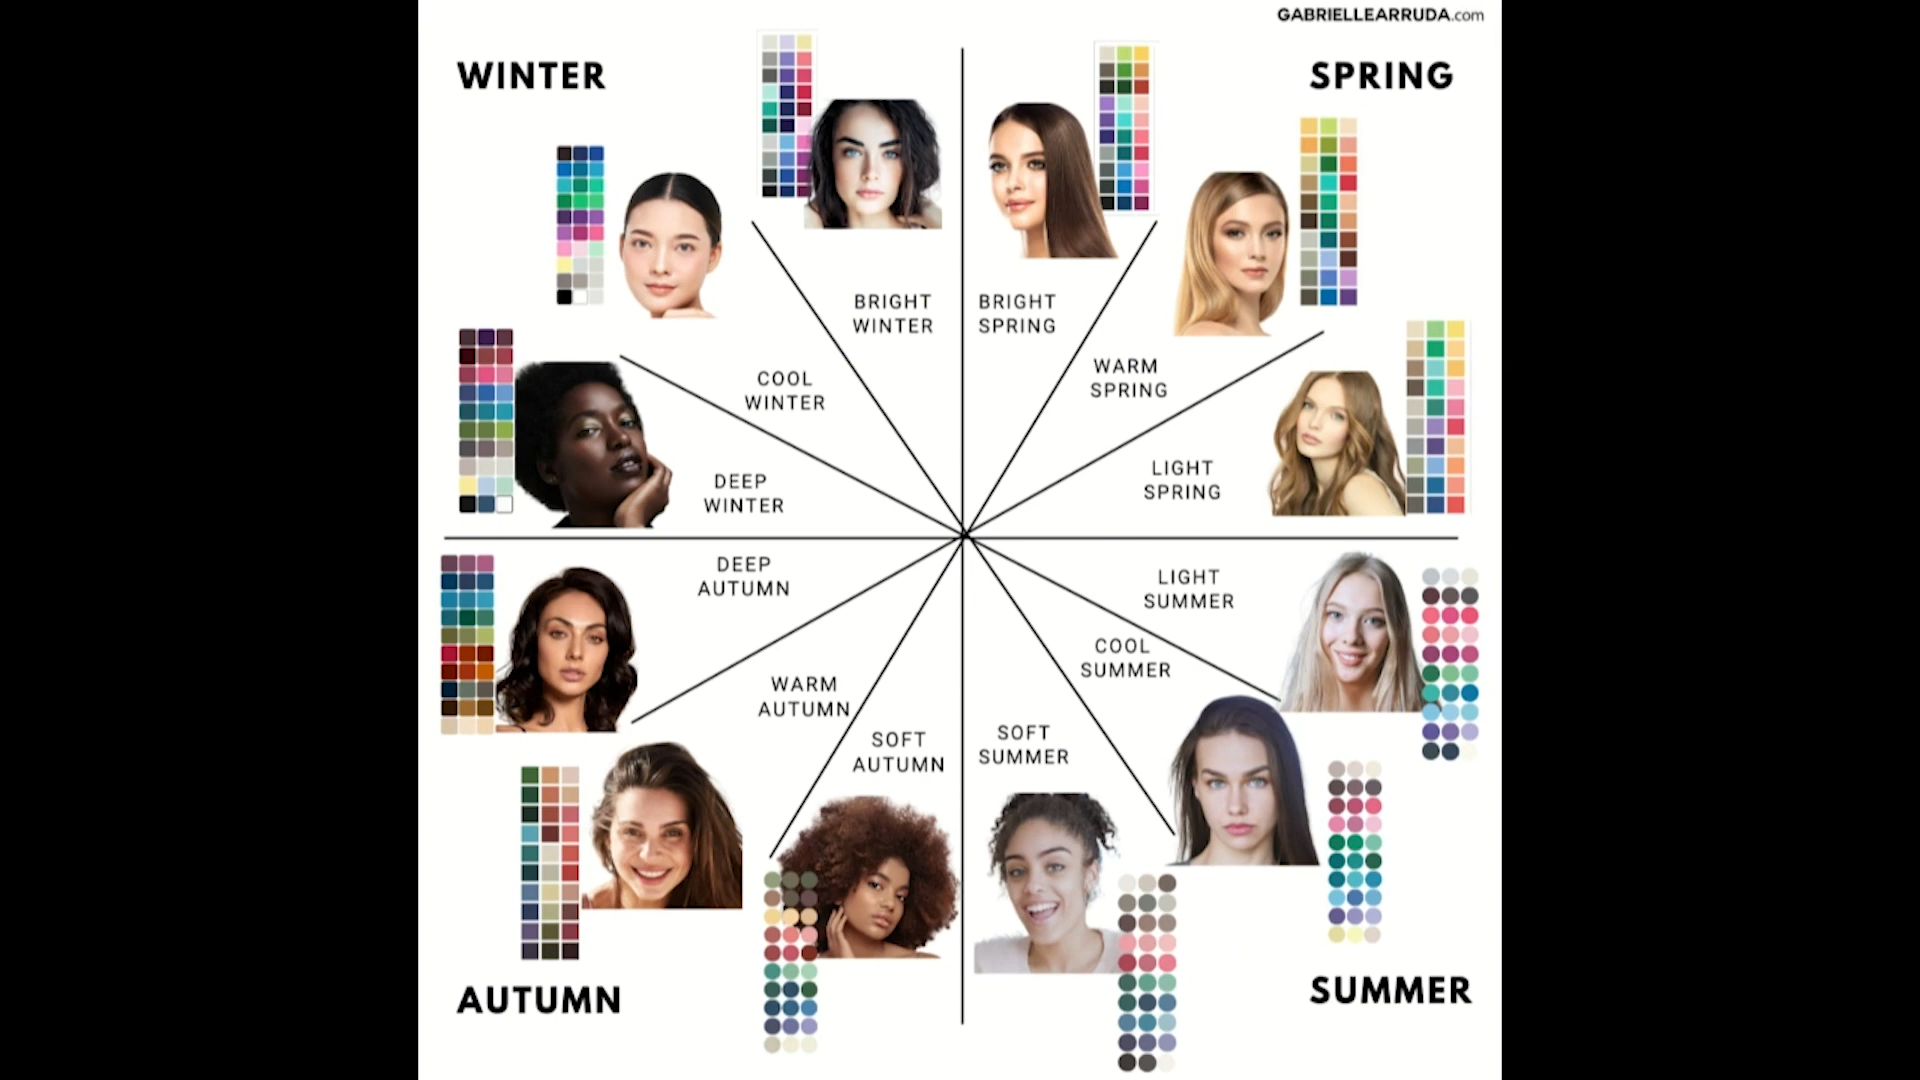 GABRIELLEARRUDA.com
WINTER
SPRING
BRIGHT
WINTER
BRIGHT
SPRING
COOL
WINTER
WARM
SPRING
DEEP
WINTER
LIGHT
SPRING
DEEP
AUTUMN
LIGHT
SUMMER
WARM
AUTUMN
COOL
SUMMER
SOFT
AUTUMN
SOFT
SUMMER
AUTUMN
SUMMER